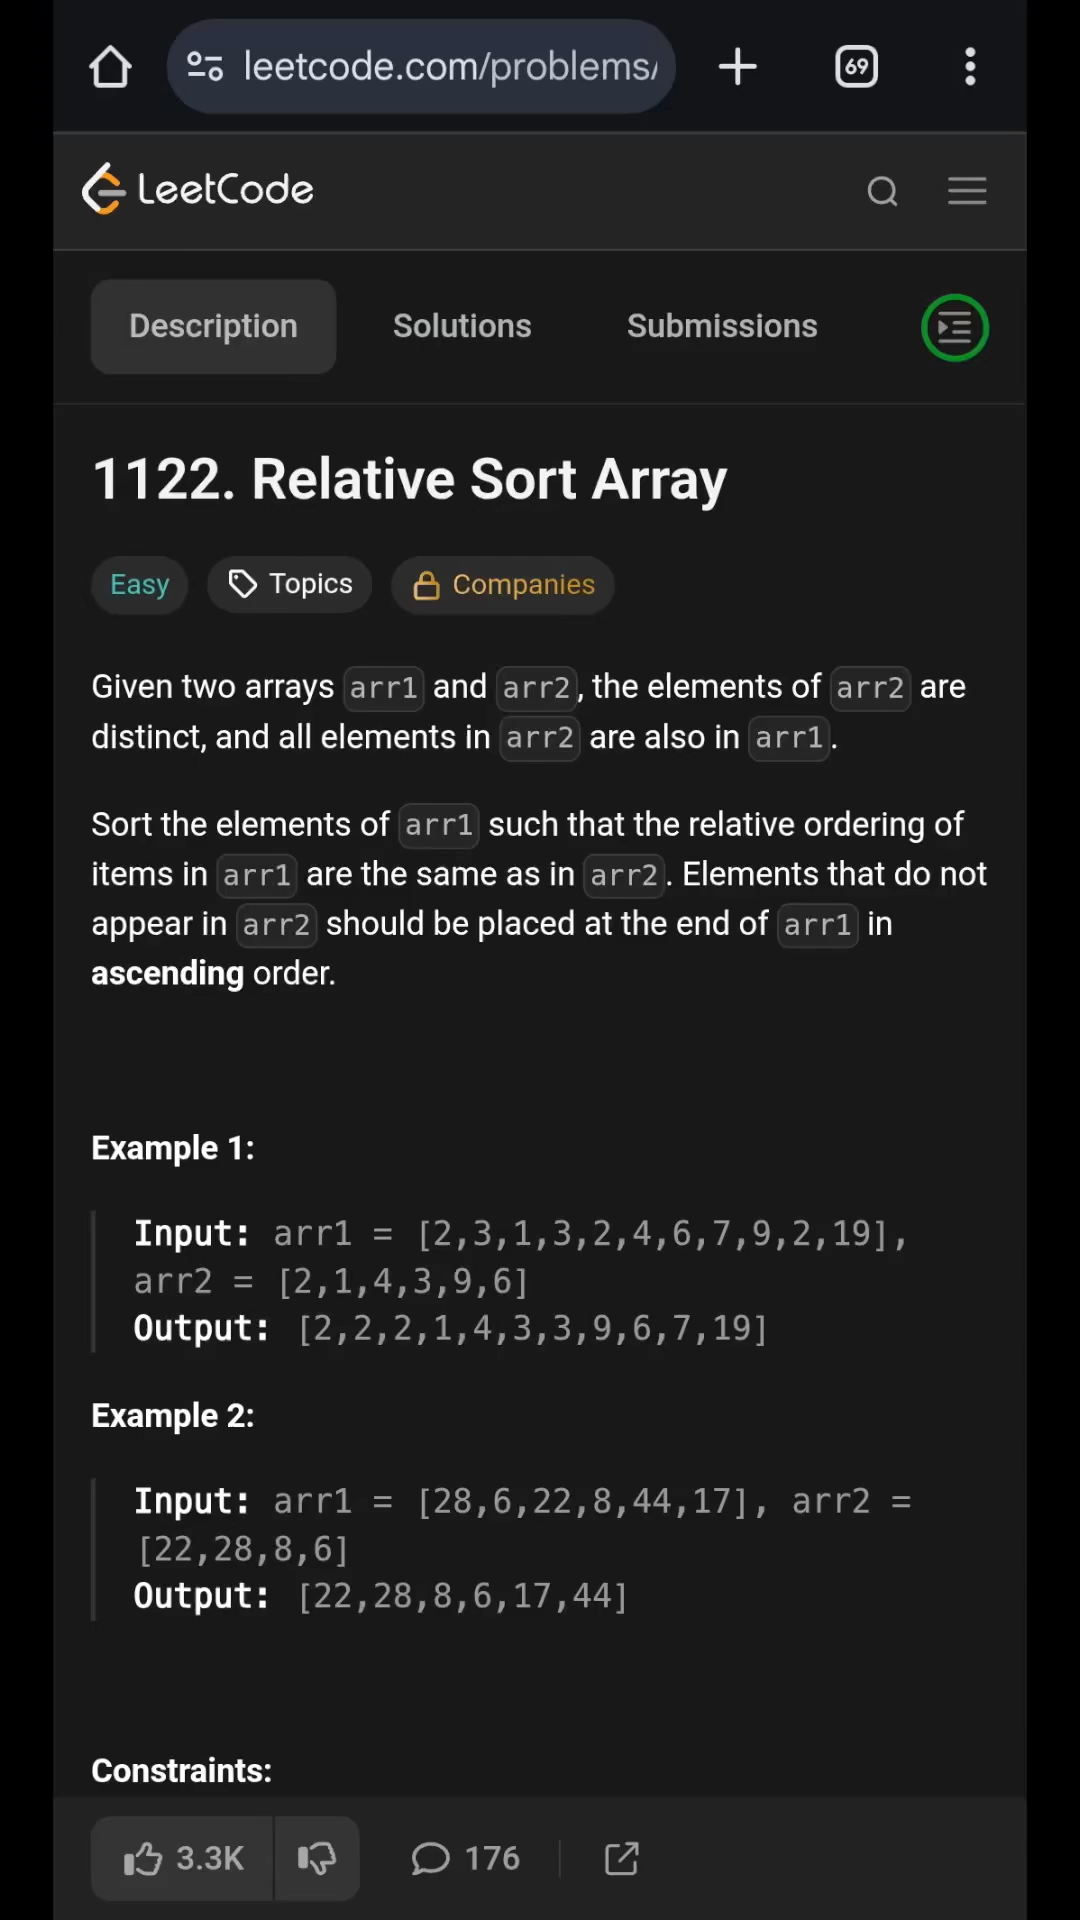 leetcode.com/problems/
69
LeetCode
Description
Solutions
Submissions
1122. Relative Sort Array
Easy
Topics
Companies
Given two arrays arr1 and arr2, the elements of arr2 are
distinct, and all elements in arr2 are also in arr1.
Sort the elements of arr1 such that the relative ordering of
items in arr1 are the same as in arr2. Elements that do not
appear in arr2 should be placed at the end of arr1 in
ascending order.
Example 1:
Input: arr1 = [2,3,1,3,2,4,6,7,9,2,19],
arr2 = [2,1,4,3,9,6]
Output: [2,2,2,1,4,3,3,9,6,7,19]
Example 2:
Input: arr1 = [28,6,22,8,44,17], arr2 =
[22,28,8,6]
Output: [22,28,8,6,17,44]
Constraints:
3.3K
176